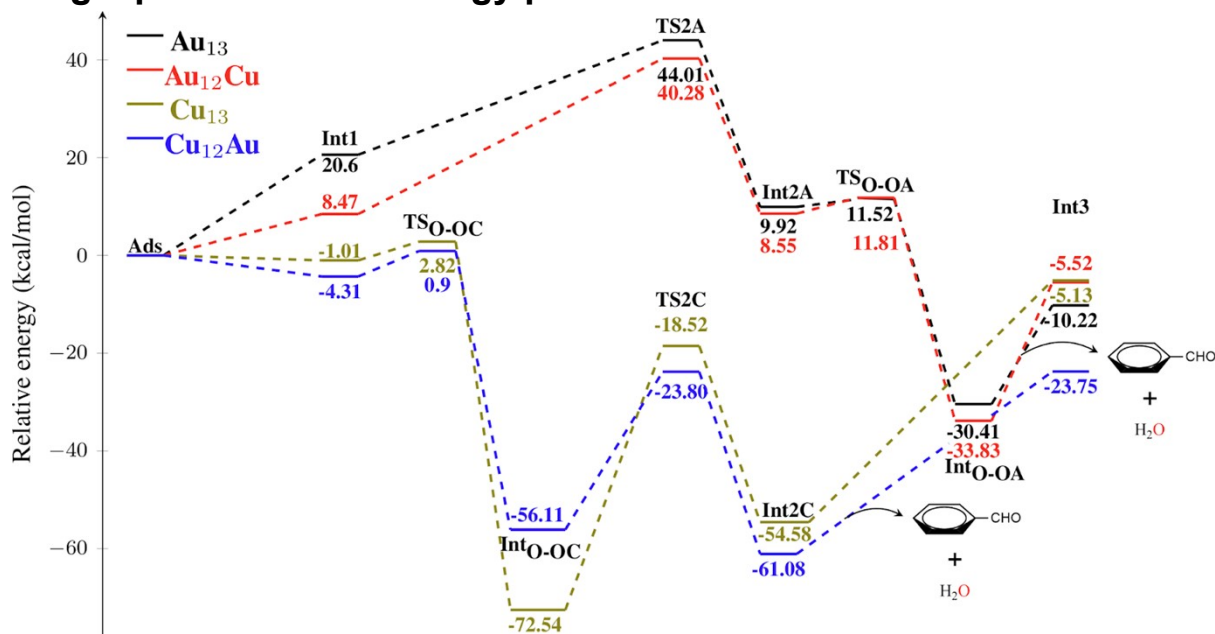 Au13
Au12Cu
Cu13
Cu12Au
Relative energy (kcal/mol)
40
20
0
−20
−40
−60
Ads
Int1
20.6
8.47
-1.01
-4.31
TSO-OC
2.82
0.9
-56.11
IntO-OC
-72.54
TS2A
44.01
40.28
TS2C
-18.52
-23.80
Int2A
9.92
8.55
Int2C
-54.58
-61.08
TSO-OA
11.52
11.81
-30.41
-33.83
IntO-OA
Int3
-5.52
-5.13
-10.22
-23.75
CHO
+
H2O
CHO
+
H2O